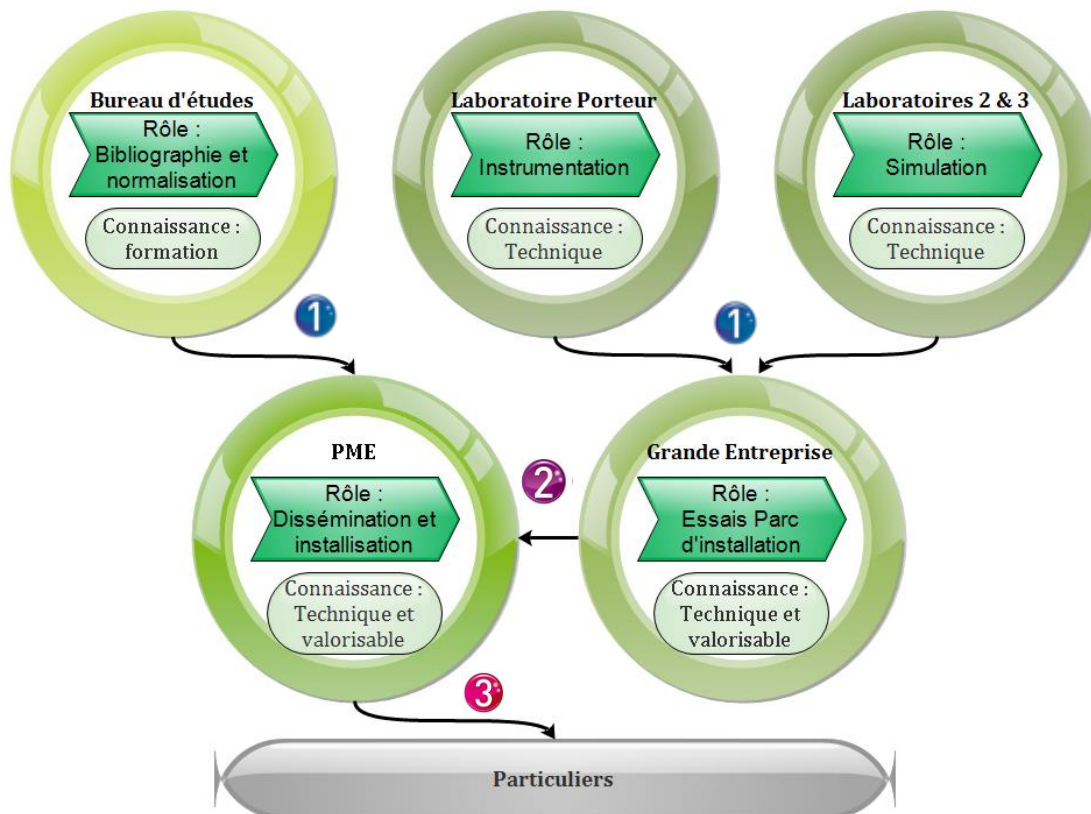 Bureau d'études
Rôle :
Bibliographie et
normalisation
Connaissance :
formation
Laboratoire Porteur
Rôle :
Instrumentation
Connaissance :
Technique
Laboratoires 2 & 3
Rôle :
Simulation
Connaissance :
Technique
1
1
PME
Rôle :
Dissémination et
installisation
Connaissance :
Technique et
valorisable
2
Grande Entreprise
Rôle :
Essais Parc
d'installation
Connaissance :
Technique et
valorisable
3
Particuliers